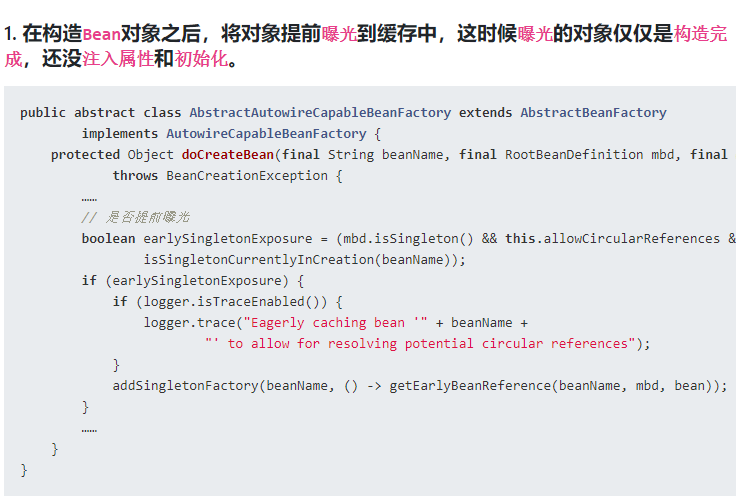 1. 在构造Bean对象之后，将对象提前曝光到缓存中，这时候曝光的对象仅仅是构造完
成，还没注入属性和初始化。
public abstract class AbstractAutowireCapableBeanFactory extends AbstractBeanFactory
        implements AutowireCapableBeanFactory {
    protected Object doCreateBean(final String beanName, final RootBeanDefinition mbd, final
            throws BeanCreationException {
        ……
        // 是否提前曝光
        boolean earlySingletonExposure = (mbd.isSingleton() && this.allowCircularReferences &
                isSingletonCurrentlyInCreation(beanName));
        if (earlySingletonExposure) {
            if (logger.isTraceEnabled()) {
                logger.trace("Eagerly caching bean '" + beanName +
                        "' to allow for resolving potential circular references");
            }
            addSingletonFactory(beanName, () -> getEarlyBeanReference(beanName, mbd, bean));
        }
        ……
    }
}